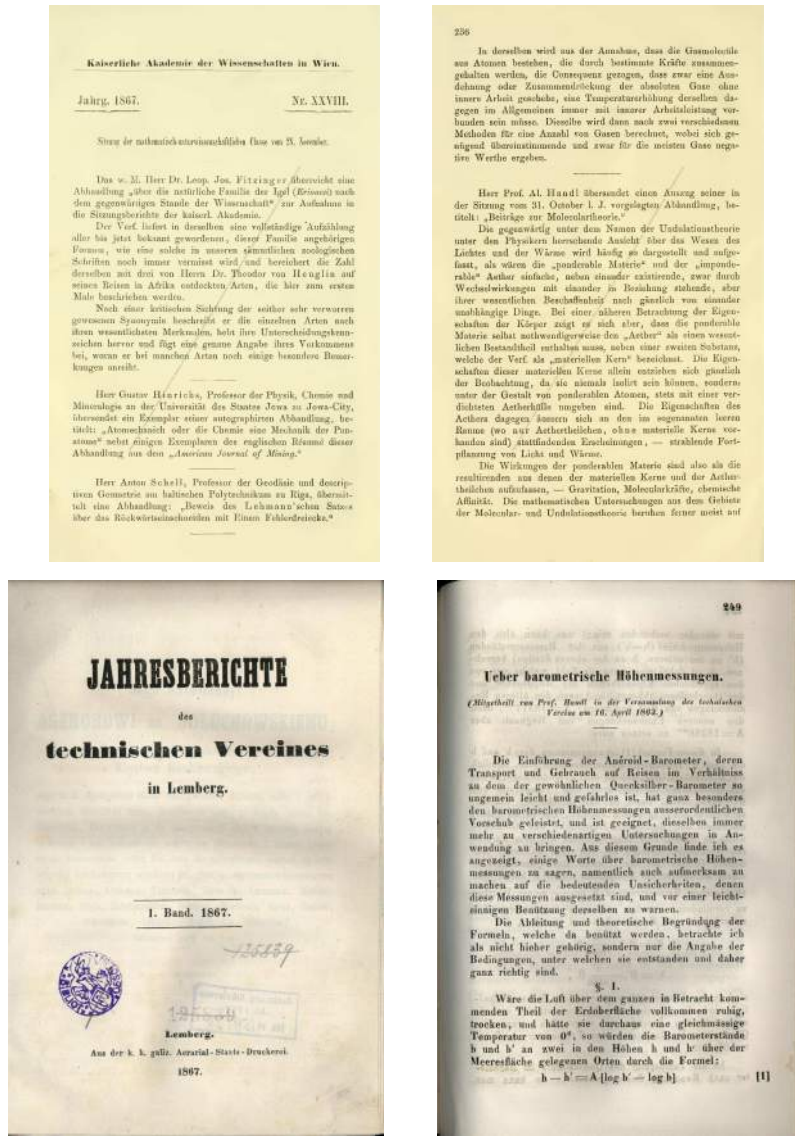 Kaiserliche Akademie der Wissenschaften in Wien.
Jahrg. 1867. Nr. XXVIII.
Sitzung der mathematisch-naturwissenschaftlichen Classe vom 21. November.
Das w. M. Herr Dr. Leop. Jos. Fitzinger überreicht eine
Abhandlung „über die natürliche Familie der Igel (Erinacei) nach
dem gegenwärtigen Stande der Wissenschaft“ zur Aufnahme in
die Sitzungsberichte der kaiserl. Akademie.
Der Verf. liefert in derselben eine vollständige Aufzählung
aller bis jetzt bekannt gewordenen, dieser Familie angehörigen
Formen, wie eine solche in unseren sämmtlichen zoologischen
Schriften noch immer vermisst wird und bereichert die Zahl
derselben mit drei von Herrn Dr. Theodor von Heuglin auf
seinen Reisen in Afrika entdeckten Arten, die hier zum ersten
Male beschrieben werden.
Nach einer kritischen Sichtung der seither sehr verworren
gewesenen Synonymie beschreibt er die einzelnen Arten nach
ihren wesentlichsten Merkmalen, hebt ihre Unterscheidungskenn-
zeichen hervor und fügt eine genaue Angabe ihres Vorkommens
bei, woran er bei manchen Arten noch einige besondere Bemer-
kungen anreiht.
Herr Gustav Hinrichs, Professor der Physik, Chemie und
Mineralogie an der Universität des Staates Jowa zu Jowa-City,
übersendet ein Exemplar seiner autographirten Abhandlung, be-
titelt: „Atommechanich oder die Chemie eine Mechanik der Pan-
atome“ nebst einigen Exemplaren des englischen Résumé dieser
Abhandlung aus dem „American Journal of Mining.“
Herr Anton Schell, Professor der Geodäsie und descrip-
tiven Geometrie am baltischen Polytechnikum zu Riga, übermit-
telt eine Abhandlung: „Beweis des Lehmann'schen Satzes
über das Rückwärtseinschneiden mit Einem Fehlerdreiecke.“
236
In derselben wird aus der Annahme, dass die Gasmolecüle
aus Atomen bestehen, die durch bestimmte Kräfte zusammen-
gehalten werden, die Consequenz gezogen, dass zwar eine Aus-
dehnung oder Zusammendrückung der absoluten Gase ohne
innere Arbeit geschehe, eine Temperaturserhöhung derselben da-
gegen im Allgemeinen immer mit innerer Arbeitsleistung ver-
bunden sein müsse. Dieselbe wird dann nach zwei verschiedenen
Methoden für eine Anzahl von Gasen berechnet, wobei sich ge-
nügend übereinstimmende und zwar für die meisten Gase nega-
tive Werthe ergeben.
Herr Prof. Al. Handl übersendet einen Auszug seiner in
der Sitzung vom 31. October l. J. vorgelegten Abhandlung, be-
titelt: „Beiträge zur Moleculartheorie.“
Die gegenwärtig unter dem Namen der Undulationstheorie
unter den Physikern herrschende Ansicht über das Wesen des
Lichtes und der Wärme wird häufig so dargestellt und aufge-
fasst, als wären die „ponderable Materie“ und der „imponde-
rable“ Aether einfache, neben einander existirende, zwar durch
Wechselwirkungen mit einander in Beziehung stehende, aber
ihrer wesentlichen Beschaffenheit nach gänzlich von einander
unabhängige Dinge. Bei einer näheren Betrachtung der Eigen-
schaften der Körper zeigt es sich aber, dass die ponderable
Materie selbst nothwendigerweise den „Aether“ als einen wesent-
lichen Bestandtheil enthalten muss, neben einer zweiten Substanz,
welche der Verf. als „materiellen Kern“ bezeichnet. Die Eigen-
schaften dieser materiellen Kerne allein entziehen sich gänzlich
der Beobachtung, da sie niemals isolirt sein können, sondern
unter der Gestalt von ponderablen Atomen, stets mit einer ver-
dichteten Aetherhülle umgeben sind. Die Eigenschaften des
Aethers dagegen äussern sich an den im sogenannten leeren
Raume (wo nur Aethertheilchen, ohne materielle Kerne vor-
handen sind) stattfindenden Erscheinungen, — strahlende Fort-
pflanzung von Licht und Wärme.
Die Wirkungen der ponderablen Materie sind also als die
resultirenden aus denen der materiellen Kerne und der Aether-
theilchen aufzufassen, — Gravitation, Molecularkräfte, chemische
Affinität. Die mathematischen Untersuchungen aus dem Gebiete
der Molecular- und Undulationstheorie beruhen ferner meist auf
JAHRESBERICHTE
des
technischen Vereines
in Lemberg.
I. Band. 1867.
125839
Lemberg.
Aus der k. k. galiz. Aerarial-Staats-Druckerei.
1867.
249
Ueber barometrische Höhenmessungen.
(Mitgetheilt von Prof. Handl in der Versammlung des technischen
Vereins am 16. April 1862.)
Die Einführung der Anëroid-Barometer, deren
Transport und Gebrauch auf Reisen im Verhältniss
zu dem der gewöhnlichen Quecksilber-Barometer so
ungemein leicht und gefahrlos ist, hat ganz besonders
den barometrischen Höhenmessungen ausserordentlichen
Vorschub geleistet, und ist geeignet, dieselben immer
mehr zu verschiedenartigen Untersuchungen in An-
wendung zu bringen. Aus diesem Grunde finde ich es
angezeigt, einige Worte über barometrische Höhen-
messungen zu sagen, namentlich auch aufmerksam zu
machen auf die bedeutenden Unsicherheiten, denen
diese Messungen ausgesetzt sind, und vor einer leicht-
sinnigen Benützung derselben zu warnen.
Die Ableitung und theoretische Begründung der
Formeln, welche da benützt werden, betrachte ich
als nicht hieher gehörig, sondern nur die Angabe der
Bedingungen, unter welchen sie entstanden und daher
ganz richtig sind.
§. 1.
Wäre die Luft über dem ganzen in Betracht kom-
menden Theil der Erdoberfläche vollkommen ruhig,
trocken, und hätte sie durchaus eine gleichmässige
Temperatur von 0°, so würden die Barometerstände
b und b' an zwei in den Höhen h und h' über der
Meeresfläche gelegenen Orten durch die Formel:
h — h' = A [log b' — log b] [1]